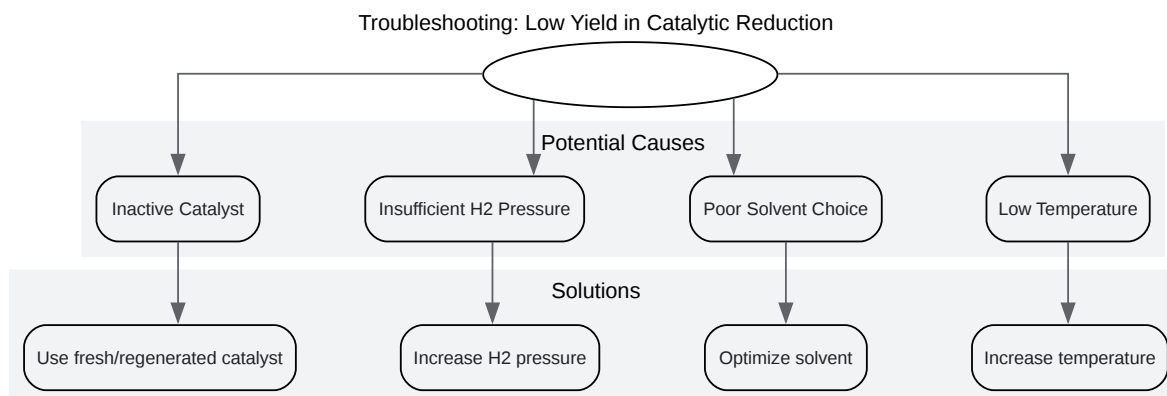 Troubleshooting: Low Yield in Catalytic Reduction
Potential Causes
Inactive Catalyst
Insufficient H2 Pressure
Poor Solvent Choice
Low Temperature
Solutions
Use fresh/regenerated catalyst
Increase H2 pressure
Optimize solvent
Increase temperature